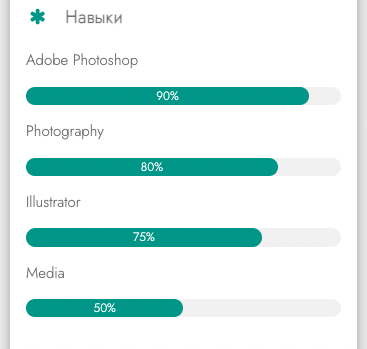 Навыки
Adobe Photoshop
90%
Photography
80%
Illustrator
75%
Media
50%